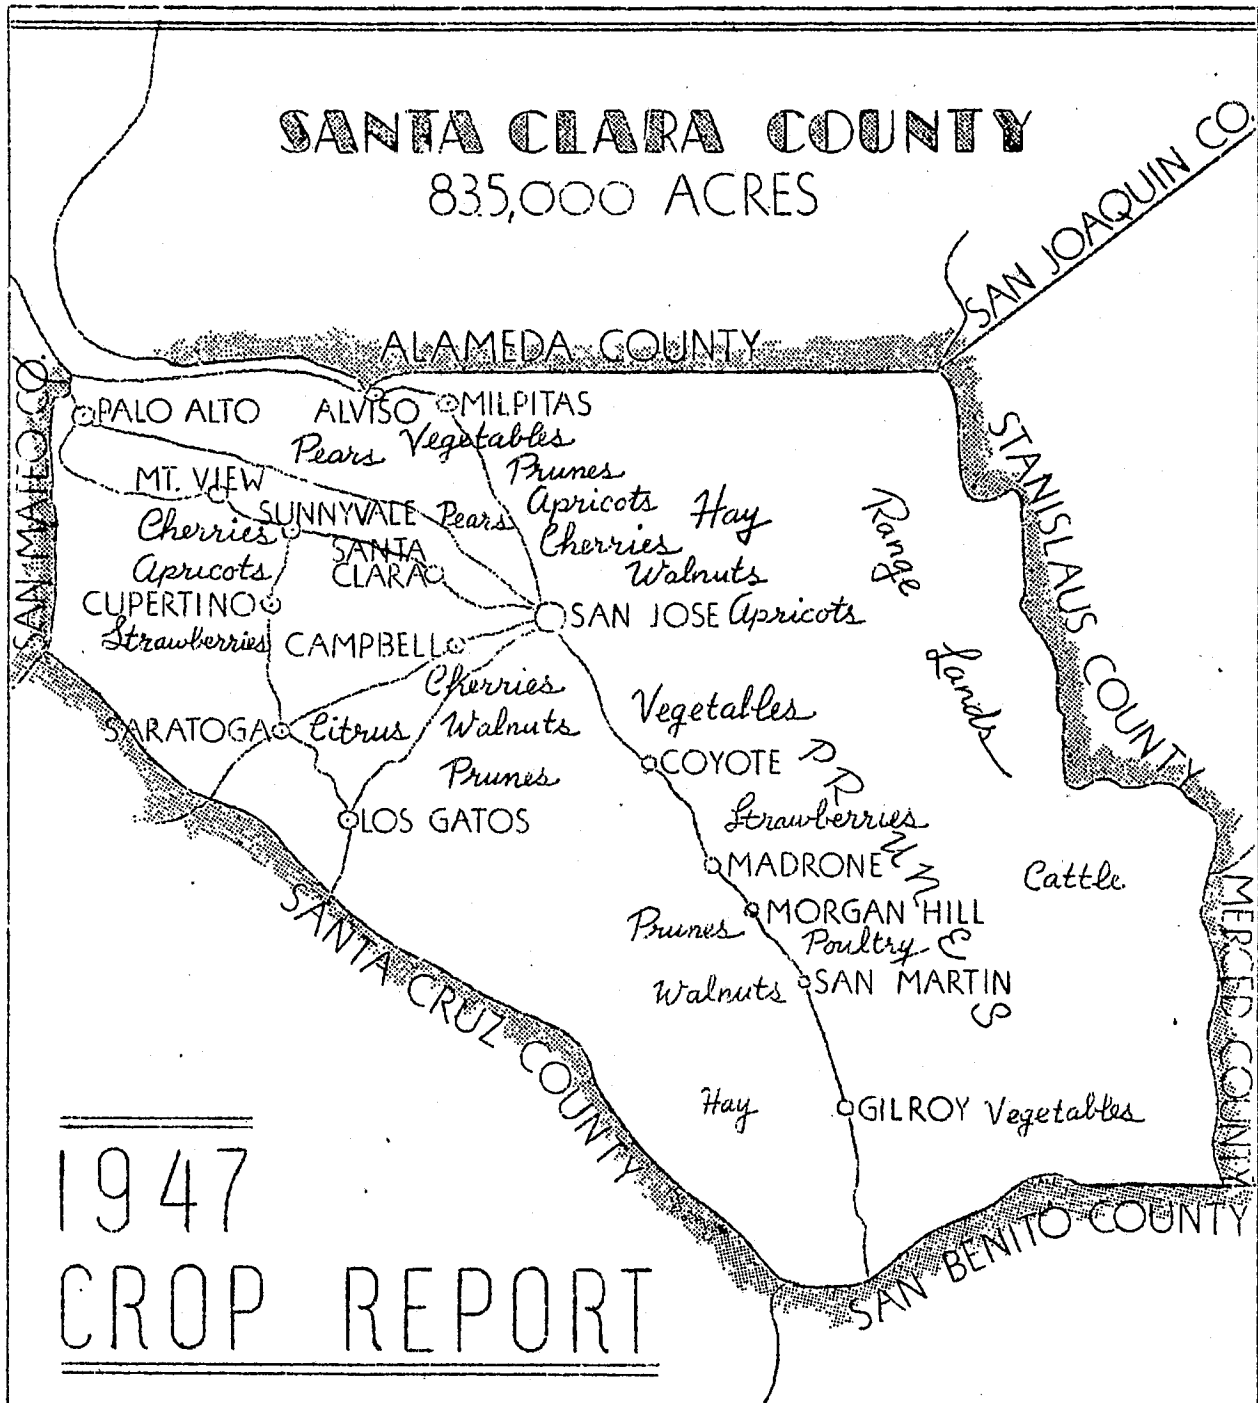 SANTA CLARA COUNTY
835,000 ACRES
SAN JOAQUIN CO.
ALAMEDA COUNTY
SAN MATEO CO.
PALO ALTO
ALVISO
MILPITAS
Pears
Vegetables
Prunes
MT. VIEW
Apricots
Hay
Range
Lands
STANISLAUS COUNTY
SUNNYVALE
Pears
Cherries
Cherries
SANTA
CLARA
Apricots
Walnuts
CUPERTINO
SAN JOSE
Apricots
Strawberries
CAMPBELL
Cherries
Vegetables
SARATOGA
Citrus
Walnuts
COYOTE
PRUNES
Prunes
LOS GATOS
Strawberries
MADRONE
Cattle
MERCED COUNTY
MORGAN HILL
Prunes
Poultry
SANTA CRUZ COUNTY
Walnuts
SAN MARTIN
Hay
GILROY
Vegetables
SAN BENITO COUNTY
1947
CROP REPORT